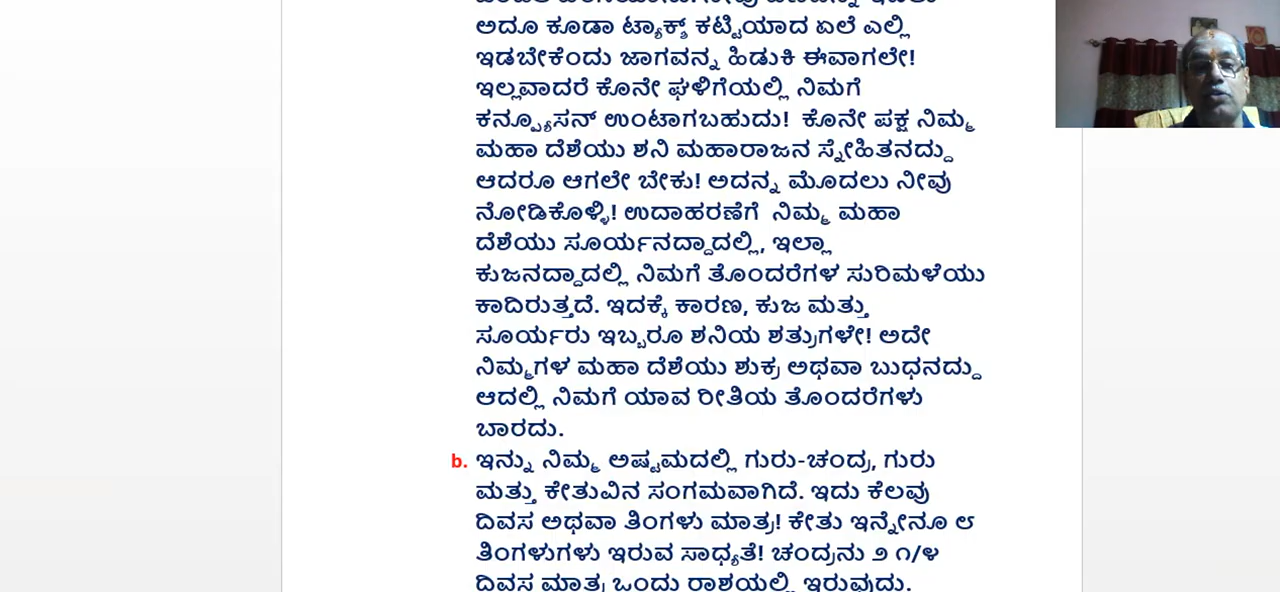 ಅದೂ ಕೂಡಾ ಟ್ಯಾಕ್ಸ್ ಕಟ್ಟಿಯಾದ ಏಲೆ ಎಲ್ಲಿ
ಇಡಬೇಕೆಂದು ಜಾಗವನ್ನ ಹಿಡುಕಿ ಈವಾಗಲೇ!
ಇಲ್ಲವಾದರೆ ಕೊನೇ ಘಳಿಗೆಯಲ್ಲಿ ನಿಮಗೆ
ಕನ್ಪ್ಯೂಸನ್ ಉಂಟಾಗಬಹುದು! ಕೊನೇ ಪಕ್ಷ ನಿಮ್ಮ
ಮಹಾ ದೆಶೆಯು ಶನಿ ಮಹಾರಾಜನ ಸ್ನೇಹಿತನದ್ದು
ಆದರೂ ಆಗಲೇ ಬೇಕು! ಅದನ್ನ ಮೊದಲು ನೀವು
ನೋಡಿಕೊಳ್ಳಿ! ಉದಾಹರಣೆಗೆ ನಿಮ್ಮ ಮಹಾ
ದೆಶೆಯು ಸೂರ್ಯನದ್ದಾದಲ್ಲಿ, ಇಲ್ಲಾ
ಕುಜನದ್ದಾದಲ್ಲಿ ನಿಮಗೆ ತೊಂದರೆಗಳ ಸುರಿಮಳೆಯು
ಕಾದಿರುತ್ತದೆ. ಇದಕ್ಕೆ ಕಾರಣ, ಕುಜ ಮತ್ತು
ಸೂರ್ಯರು ಇಬ್ಬರೂ ಶನಿಯ ಶತ್ರುಗಳೇ! ಅದೇ
ನಿಮ್ಮಗಳ ಮಹಾ ದೆಶೆಯು ಶುಕ್ರ ಅಥವಾ ಬುಧನದ್ದು
ಆದಲ್ಲಿ ನಿಮಗೆ ಯಾವ ರೀತಿಯ ತೊಂದರೆಗಳು
ಬಾರದು.
b. ಇನ್ನು ನಿಮ್ಮ ಅಷ್ಟಮದಲ್ಲಿ ಗುರು-ಚಂದ್ರ, ಗುರು
ಮತ್ತು ಕೇತುವಿನ ಸಂಗಮವಾಗಿದೆ. ಇದು ಕೆಲವು
ದಿವಸ ಅಥವಾ ತಿಂಗಳು ಮಾತ್ರ! ಕೇತು ಇನ್ನೇನೂ ೮
ತಿಂಗಳುಗಳು ಇರುವ ಸಾಧ್ಯತೆ! ಚಂದ್ರನು ೨ ೧/೪
ದಿವಸ ಮಾತ್ರ ಒಂದು ರಾಶಯಲ್ಲಿ ಇರುವುದು.